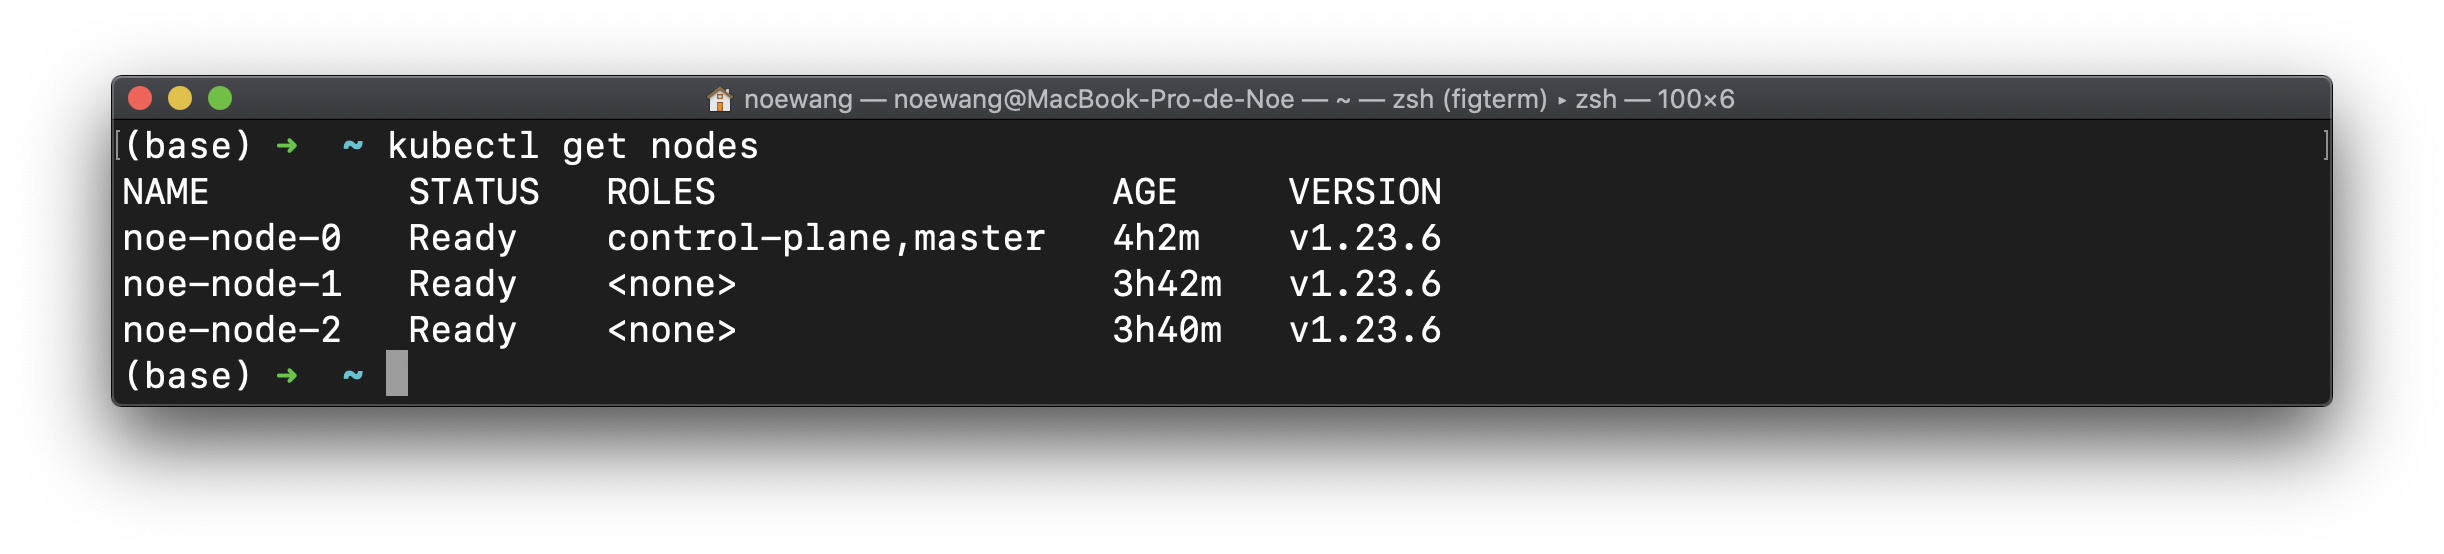 noewang — noewang@MacBook-Pro-de-Noe — ~ — zsh (figterm) ▸ zsh — 100×6
[(base) ➜  ~ kubectl get nodes ]
NAME         STATUS   ROLES                  AGE     VERSION
noe-node-0   Ready    control-plane,master   4h2m    v1.23.6
noe-node-1   Ready    <none>                 3h42m   v1.23.6
noe-node-2   Ready    <none>                 3h40m   v1.23.6
(base) ➜  ~